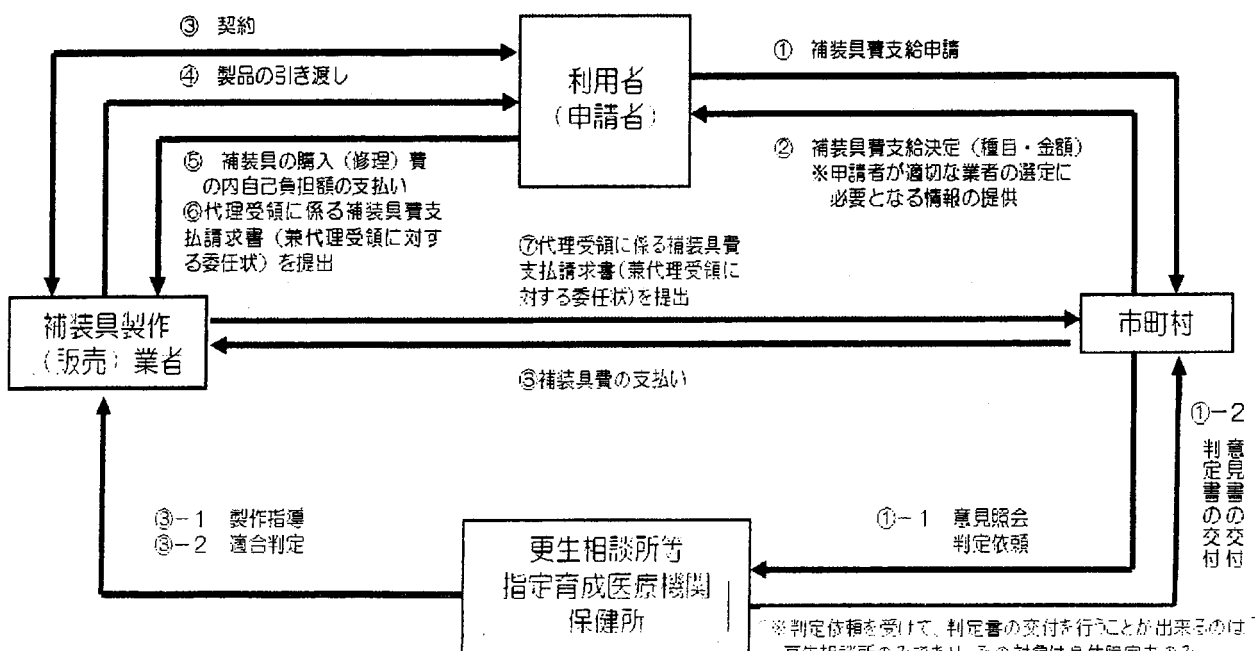 ③ 契約
④ 製品の引き渡し
利用者
（申請者）
① 補装具費支給申請
② 補装具費支給決定（種目・金額）
※申請者が適切な業者の選定に
必要となる情報の提供
⑤ 補装具の購入（修理）費
の内自己負担額の支払い
⑥代理受領に係る補装具費支
払請求書（兼代理受領に対す
る委任状）を提出
⑦代理受領に係る補装具費
支払請求書（兼代理受領に
対する委任状）を提出
補装具製作
（販売）業者
市町村
補装具費の支払い
①-2
意見書の交付
判定書の交付
③-1 製作指導
③-2 適合判定
①-1 意見照会
判定依頼
更生相談所等
指定育成医療機関
保健所
※判定依頼を受けて、判定書の交付を行うことが出来るのは